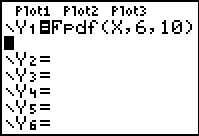 Plot1 Plot2 Plot3
\Y₁=Fpdf(X,6,10)
\Y₂=
\Y₃=
\Y₄=
\Y₅=
\Y₆=